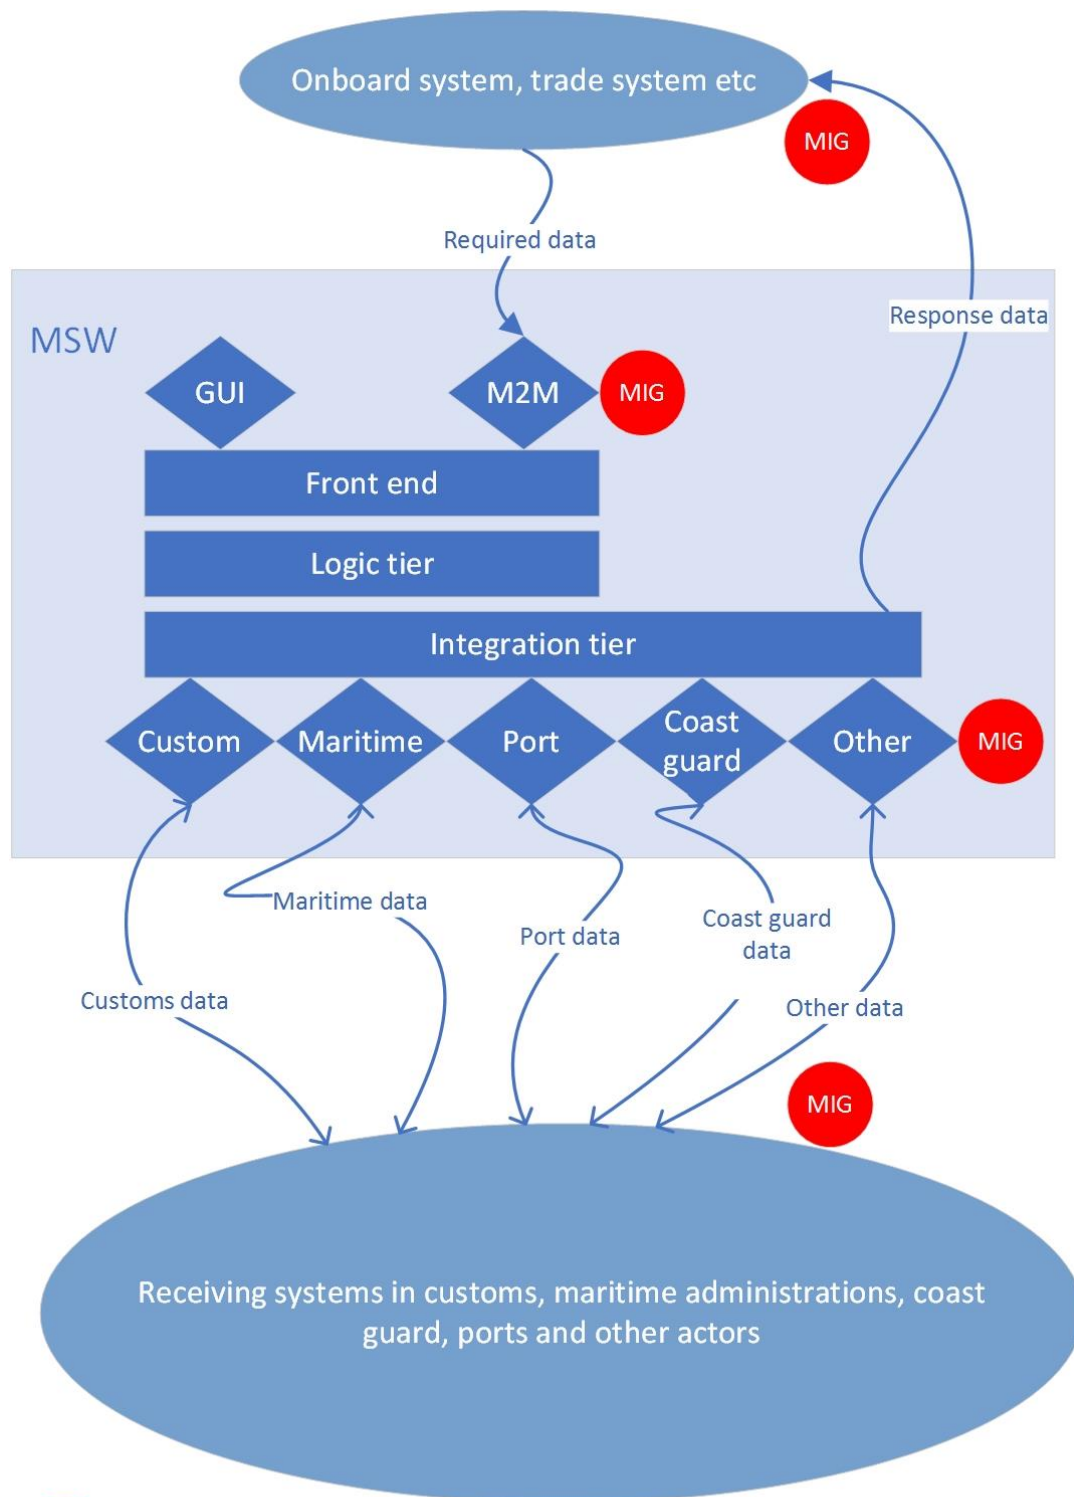 Onboard system, trade system etc
MIG
Required data
Response data
MSW
GUI
M2M
MIG
Front end
Logic tier
Integration tier
Custom
Maritime
Port
Coast
guard
Other
MIG
Maritime data
Port data
Coast guard
data
Customs data
Other data
MIG
Receiving systems in customs, maritime administrations, coast
guard, ports and other actors